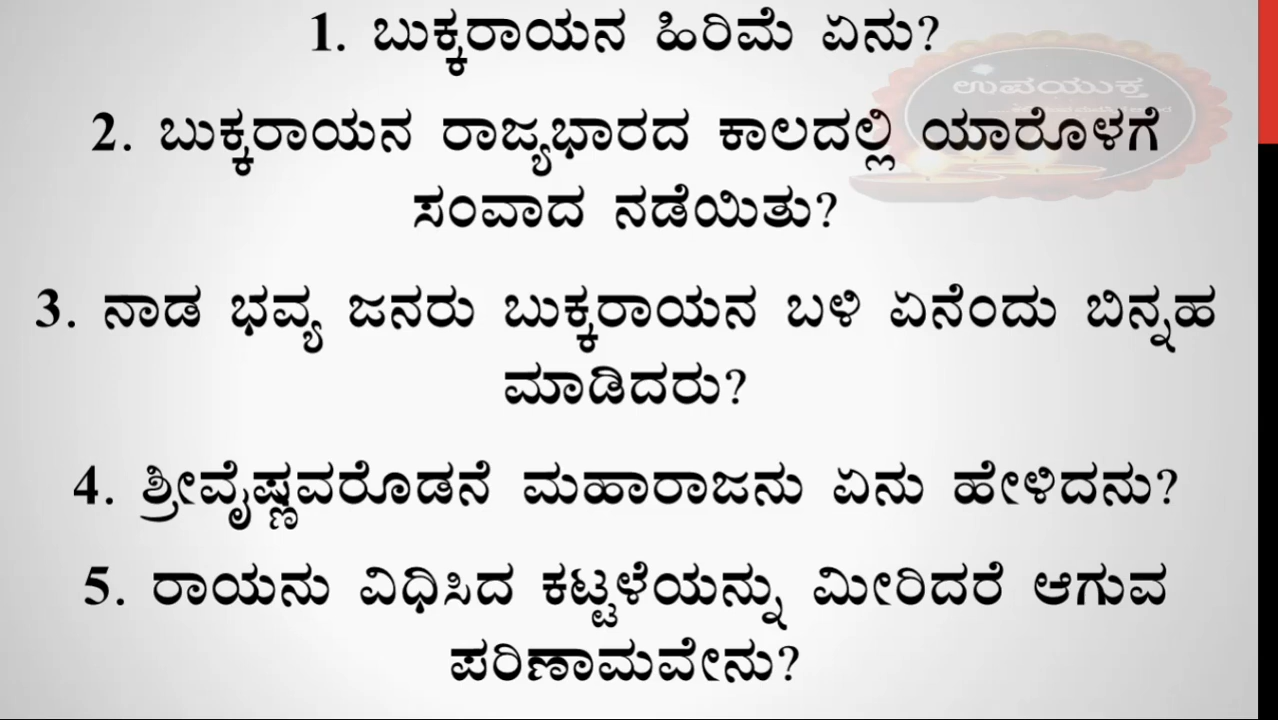 1. ಬುಕ್ಕರಾಯನ ಹಿರಿಮೆ ಏನು?
ಉಪಯುಕ್ತ
2. ಬುಕ್ಕರಾಯನ ರಾಜ್ಯಭಾರದ ಕಾಲದಲ್ಲಿ ಯಾರೊಳಗೆ
ಸಂವಾದ ನಡೆಯಿತು?
3. ನಾಡ ಭವ್ಯ ಜನರು ಬುಕ್ಕರಾಯನ ಬಳಿ ಏನೆಂದು ಬಿನ್ನಹ
ಮಾಡಿದರು?
4. ಶ್ರೀವೈಷ್ಣವರೊಡನೆ ಮಹಾರಾಜನು ಏನು ಹೇಳಿದನು?
5. ರಾಯನು ವಿಧಿಸಿದ ಕಟ್ಟಳೆಯನ್ನು ಮೀರಿದರೆ ಆಗುವ
ಪರಿಣಾಮವೇನು?